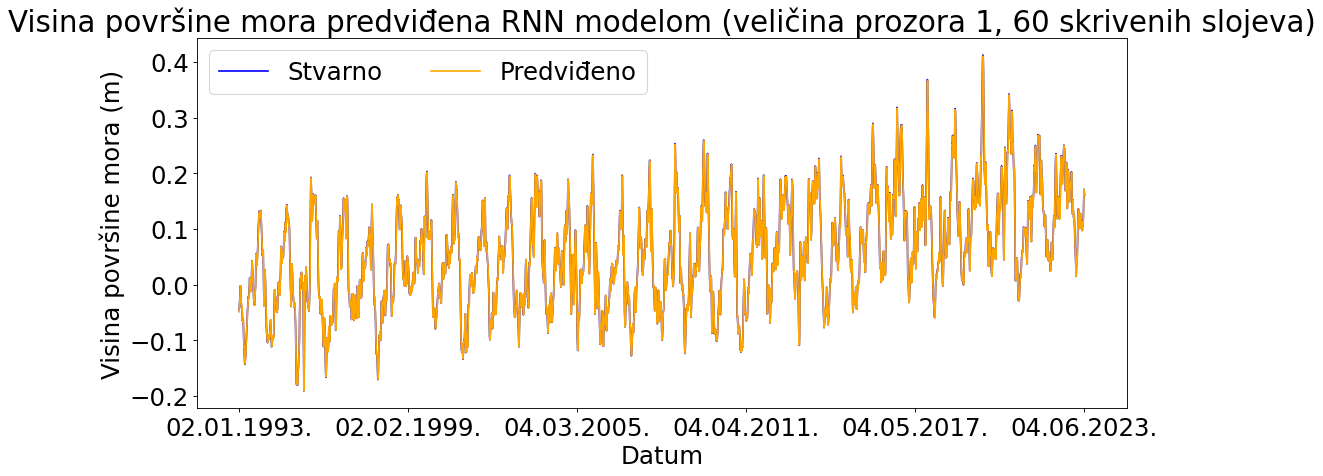 Visina površine mora predviđena RNN modelom (veličina prozora 1, 60 skrivenih slojeva)
Stvarno
Predviđeno
Visina površine mora (m)
0.4
0.3
0.2
0.1
0.0
−0.1
−0.2
02.01.1993.
02.02.1999.
04.03.2005.
04.04.2011.
04.05.2017.
04.06.2023.
Datum